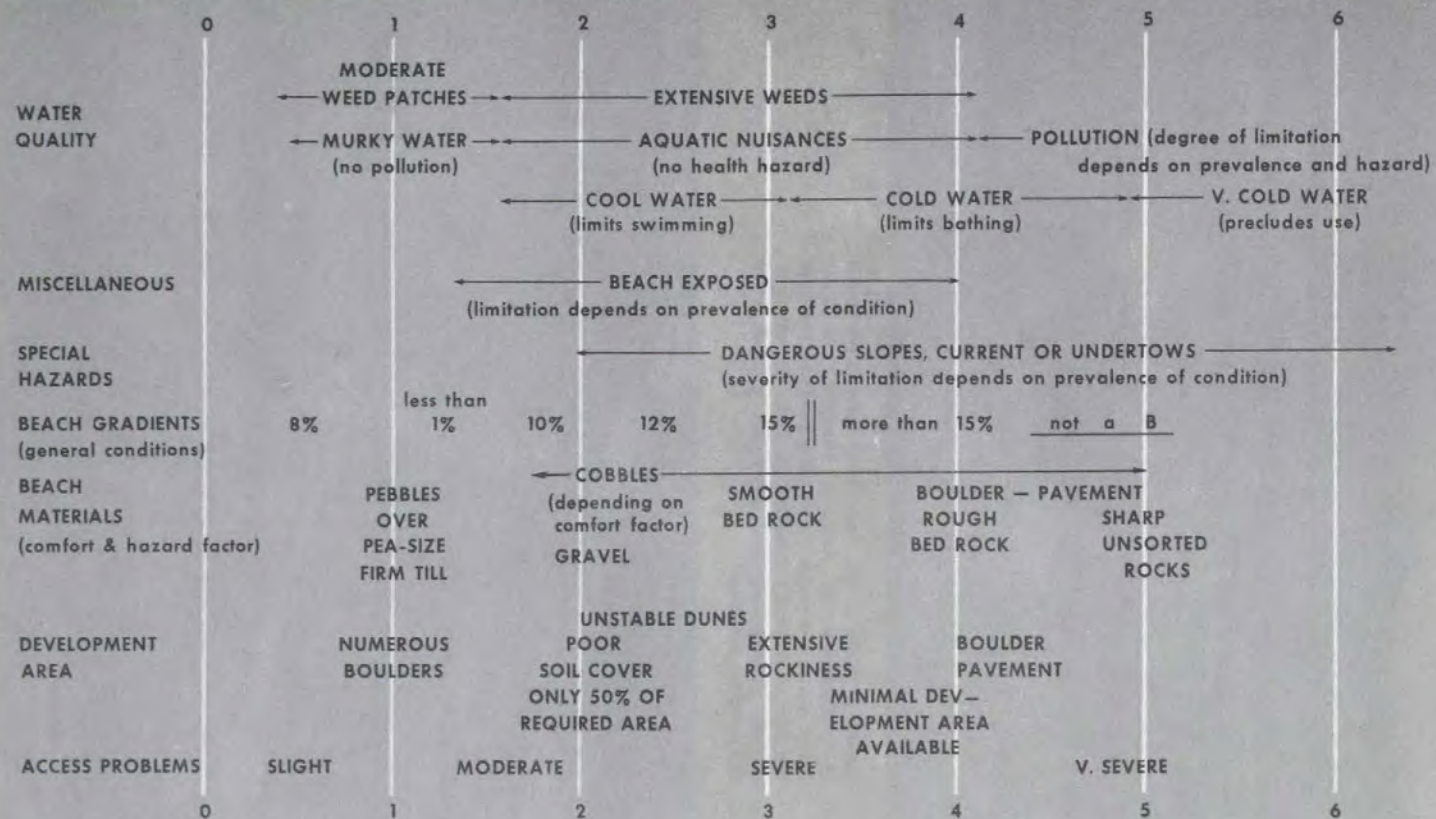 0 1 2 3 4 5 6
MODERATE
WEED PATCHES EXTENSIVE WEEDS
WATER
QUALITY
MURKY WATER AQUATIC NUISANCES POLLUTION (degree of limitation
(no pollution) (no health hazard) depends on prevalence and hazard)
COOL WATER COLD WATER V. COLD WATER
(limits swimming) (limits bathing) (precludes use)
MISCELLANEOUS BEACH EXPOSED
(limitation depends on prevalence of condition)
SPECIAL
HAZARDS
DANGEROUS SLOPES, CURRENT OR UNDERTOWS
(severity of limitation depends on prevalence of condition)
less than
BEACH GRADIENTS 8% 1% 10% 12% 15% more than 15% not a B
(general conditions)
COBBLES
BEACH PEBBLES (depending on SMOOTH BOULDER — PAVEMENT
MATERIALS OVER comfort factor) BED ROCK ROUGH SHARP
(comfort & hazard factor) PEA-SIZE GRAVEL BED ROCK UNSORTED
FIRM TILL ROCKS
UNSTABLE DUNES
DEVELOPMENT NUMEROUS POOR EXTENSIVE BOULDER
AREA BOULDERS SOIL COVER ROCKINESS PAVEMENT
ONLY 50% OF MINIMAL DEV—
REQUIRED AREA ELOPMENT AREA
AVAILABLE
ACCESS PROBLEMS SLIGHT MODERATE SEVERE V. SEVERE
0 1 2 3 4 5 6